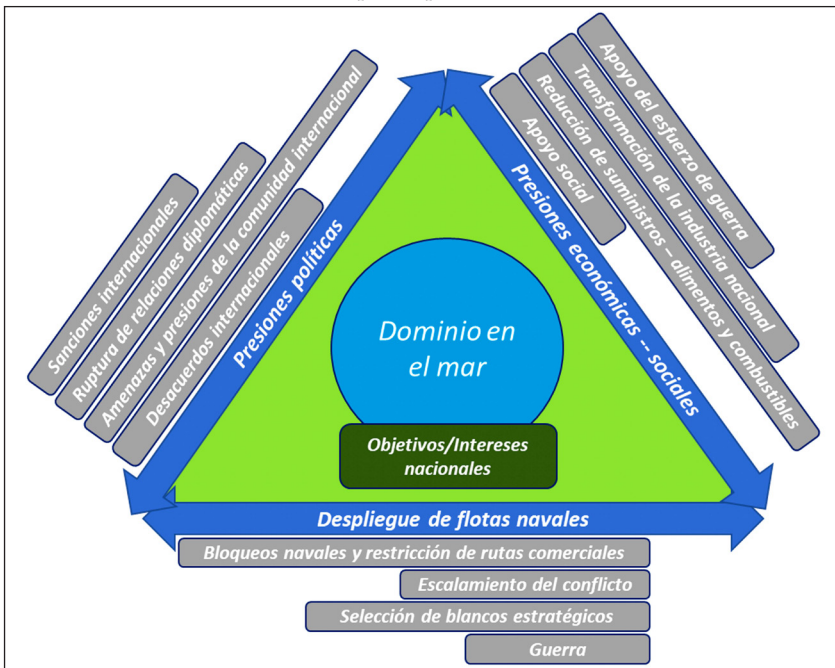 Sanciones internacionales
Ruptura de relaciones diplomáticas
Amenazas y presiones de la comunidad internacional
Desacuerdos internacionales
Presiones políticas
Apoyo del esfuerzo de guerra
Transformación de la industria nacional
Reducción de suministros – alimentos y combustibles
Apoyo social
Presiones económicas -- sociales
Dominio en
el mar
Objetivos/Intereses
nacionales
Despliegue de flotas navales
Bloqueos navales y restricción de rutas comerciales
Escalamiento del conflicto
Selección de blancos estratégicos
Guerra